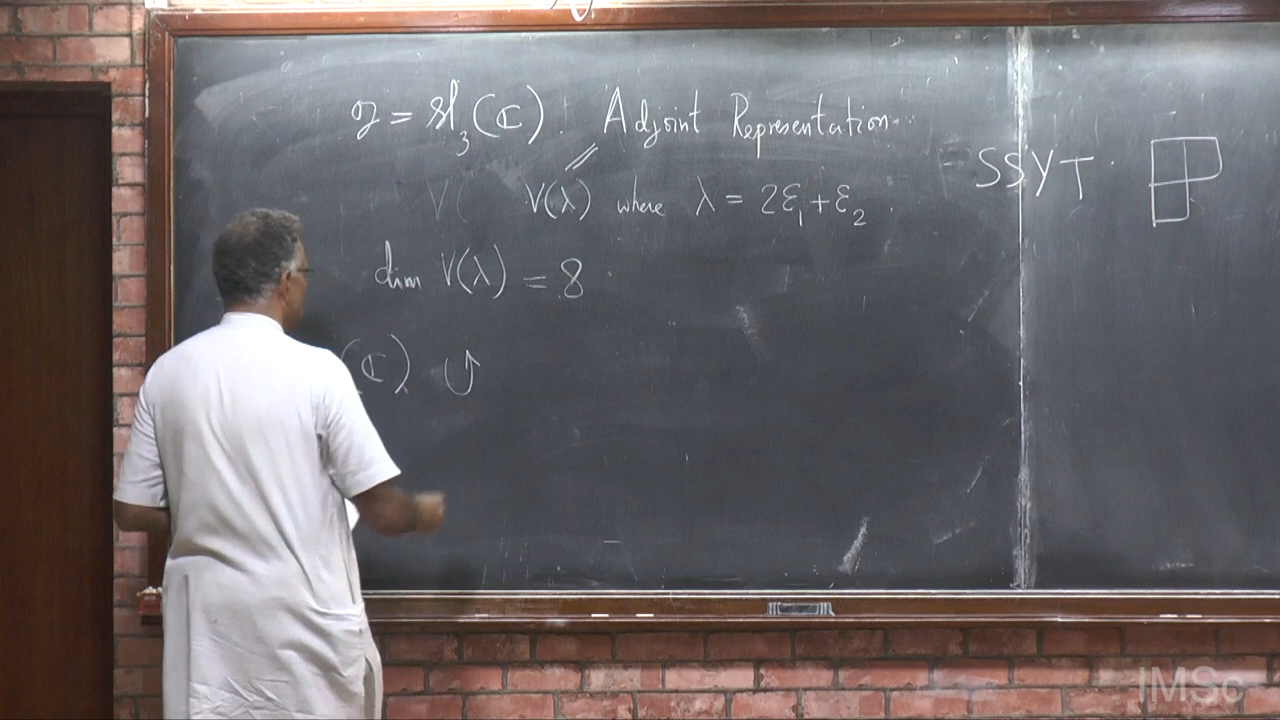 𝔤 = sl₃(ℂ). Adjoint Representation.
V( V(λ) where λ = 2ε₁+ε₂.
dim V(λ) = 8
(ℂ) ↺
SSYT
IMSc